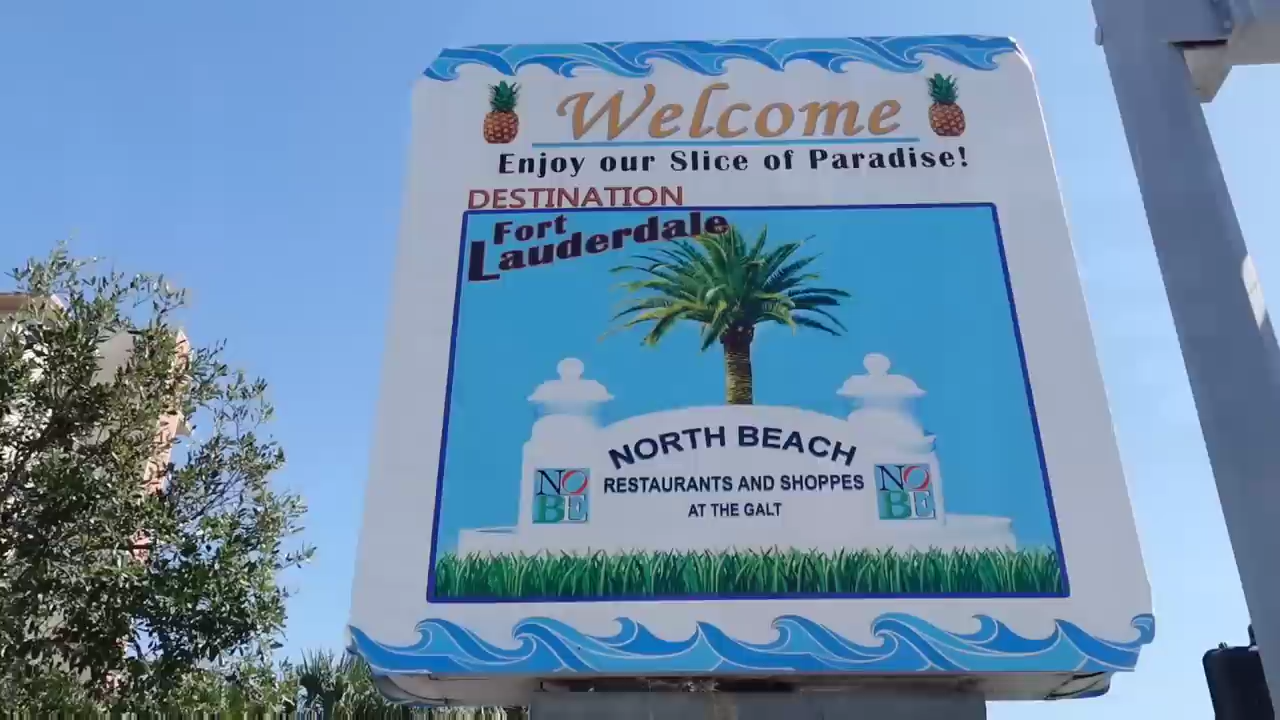 Welcome
Enjoy our Slice of Paradise!
DESTINATION
Fort
Lauderdale
NORTH BEACH
RESTAURANTS AND SHOPPES
AT THE GALT
NO
BE
NO
BE